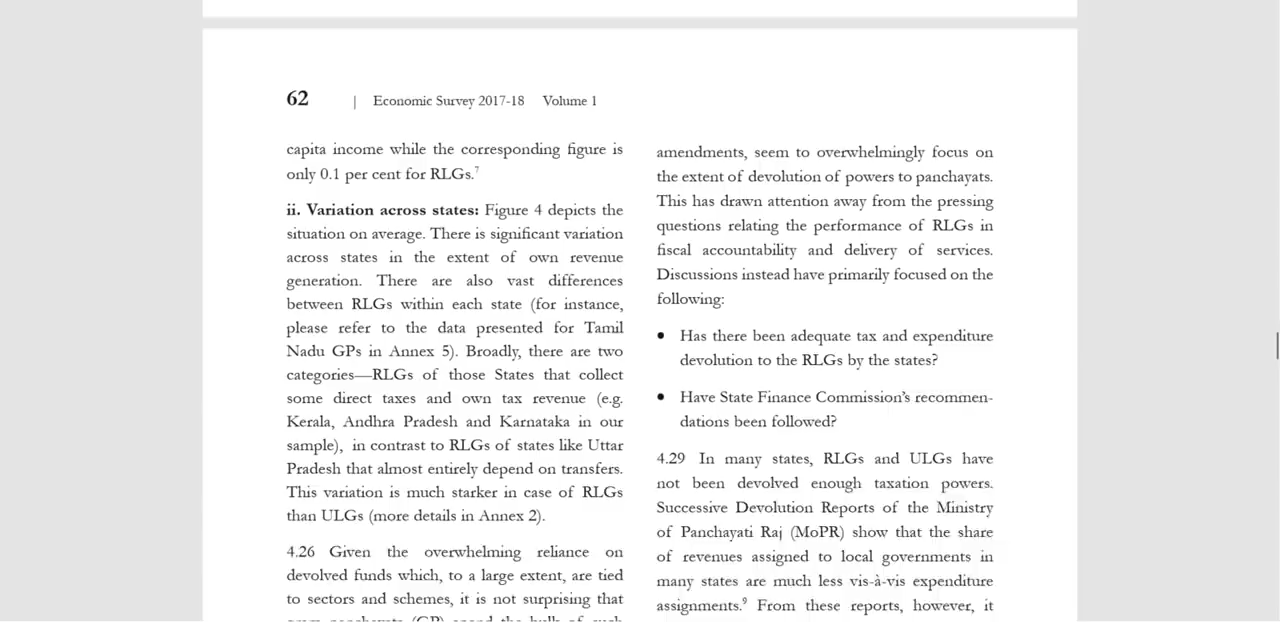 62 | Economic Survey 2017-18 Volume 1
capita income while the corresponding figure is
only 0.1 per cent for RLGs.⁷
ii. Variation across states: Figure 4 depicts the
situation on average. There is significant variation
across states in the extent of own revenue
generation. There are also vast differences
between RLGs within each state (for instance,
please refer to the data presented for Tamil
Nadu GPs in Annex 5). Broadly, there are two
categories—RLGs of those States that collect
some direct taxes and own tax revenue (e.g.
Kerala, Andhra Pradesh and Karnataka in our
sample), in contrast to RLGs of states like Uttar
Pradesh that almost entirely depend on transfers.
This variation is much starker in case of RLGs
than ULGs (more details in Annex 2).
4.26 Given the overwhelming reliance on
devolved funds which, to a large extent, are tied
to sectors and schemes, it is not surprising that
amendments, seem to overwhelmingly focus on
the extent of devolution of powers to panchayats.
This has drawn attention away from the pressing
questions relating the performance of RLGs in
fiscal accountability and delivery of services.
Discussions instead have primarily focused on the
following:
• Has there been adequate tax and expenditure
devolution to the RLGs by the states?
• Have State Finance Commission's recommen-
dations been followed?
4.29 In many states, RLGs and ULGs have
not been devolved enough taxation powers.
Successive Devolution Reports of the Ministry
of Panchayati Raj (MoPR) show that the share
of revenues assigned to local governments in
many states are much less vis-à-vis expenditure
assignments.⁹ From these reports, however, it